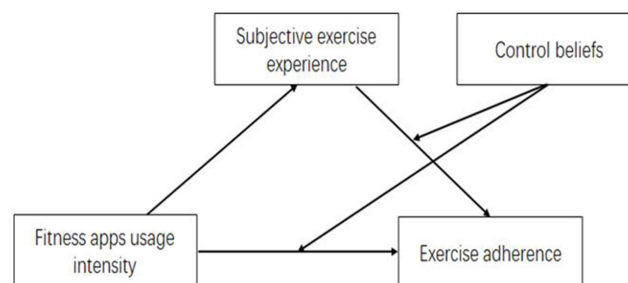 Subjective exercise
experience
Control beliefs
Fitness apps usage
intensity
Exercise adherence